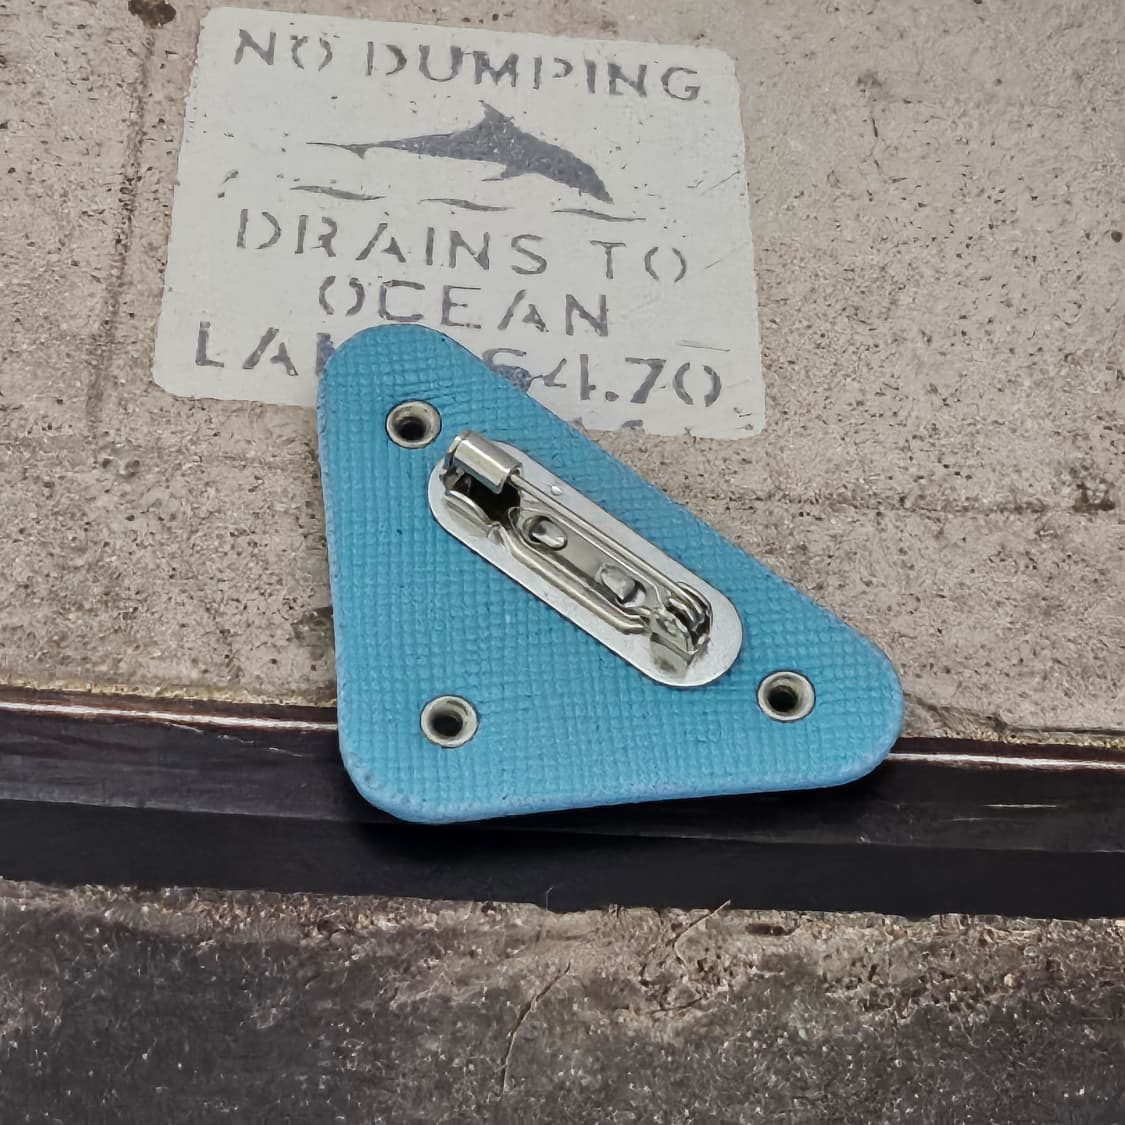 NO DUMPING
DRAINS TO
OCEAN